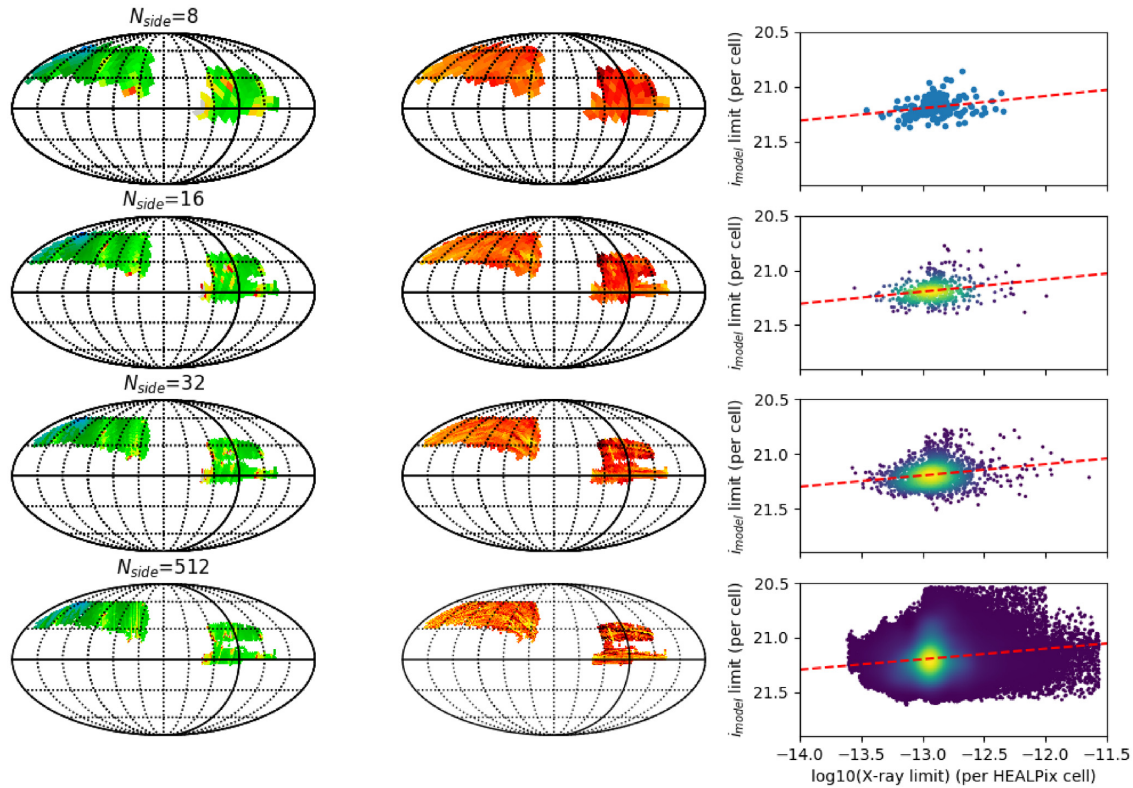 N_side=8
20.5
21.0
21.5
i_model limit (per cell)
N_side=16
20.5
21.0
21.5
i_model limit (per cell)
N_side=32
20.5
21.0
21.5
i_model limit (per cell)
N_side=512
20.5
21.0
21.5
i_model limit (per cell)
−14.0 −13.5 −13.0 −12.5 −12.0 −11.5
log10(X-ray limit) (per HEALPix cell)